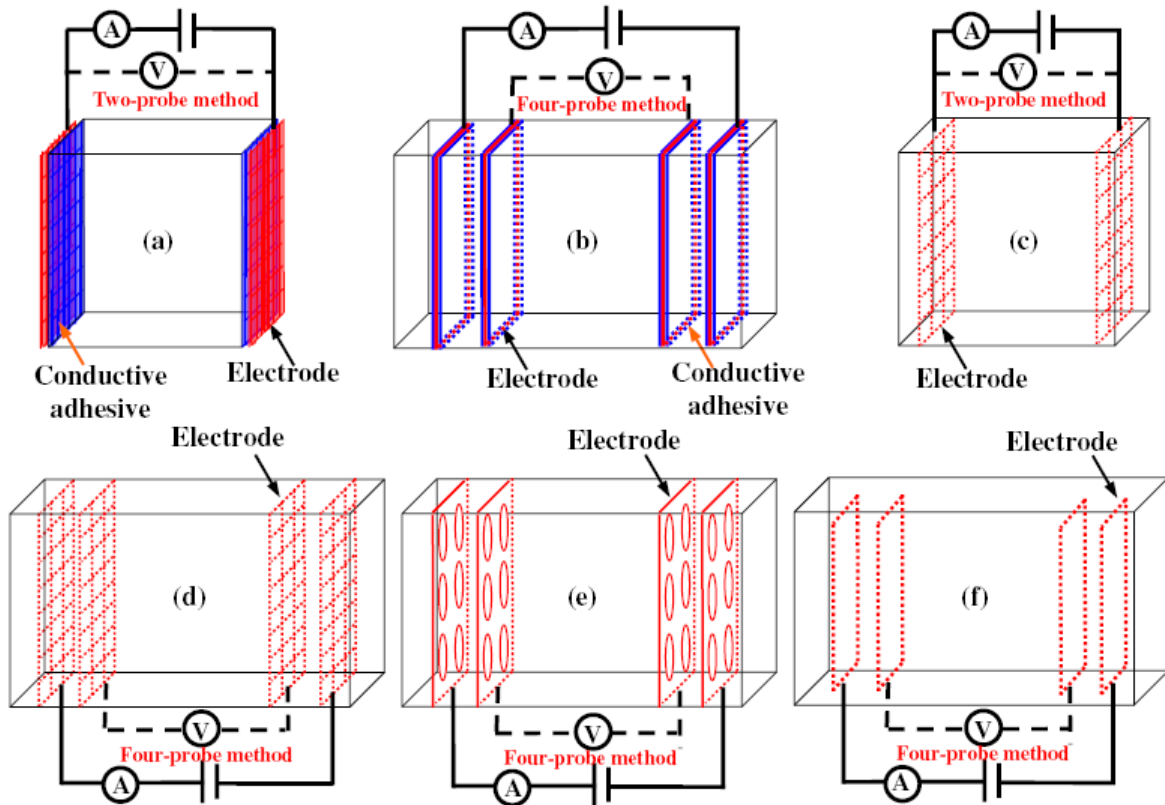 A
V
Two-probe method
(a)
Conductive
adhesive
Electrode
A
V
Four-probe method
(b)
Electrode
Conductive
adhesive
A
V
Two-probe method
(c)
Electrode
Electrode
(d)
V
Four-probe method
A
Electrode
(e)
V
Four-probe method
A
Electrode
(f)
V
Four-probe method
A